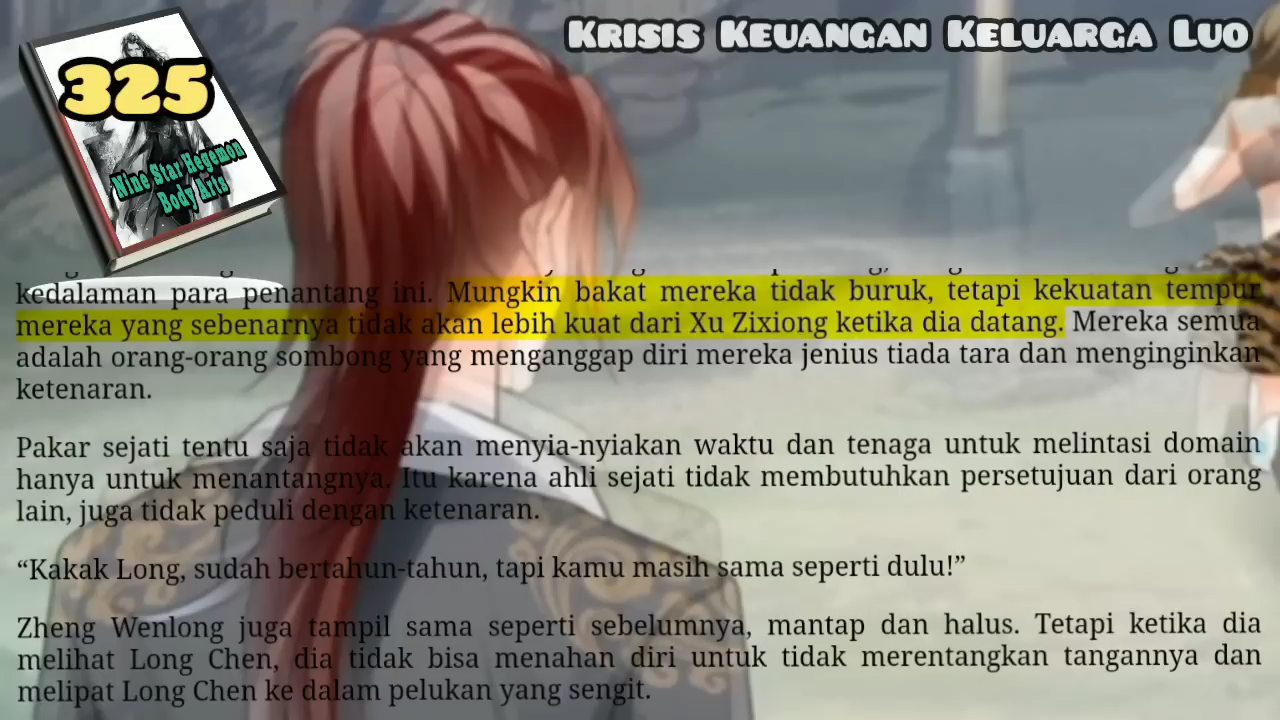 Krisis Keuangan Keluarga Luo
325
Nine Star Hegemon
Body Arts
kedalaman para penantang ini. Mungkin bakat mereka tidak buruk, tetapi kekuatan tempur
mereka yang sebenarnya tidak akan lebih kuat dari Xu Zixiong ketika dia datang. Mereka semua
adalah orang-orang sombong yang menganggap diri mereka jenius tiada tara dan menginginkan
ketenaran.
Pakar sejati tentu saja tidak akan menyia-nyiakan waktu dan tenaga untuk melintasi domain
hanya untuk menantangnya. Itu karena ahli sejati tidak membutuhkan persetujuan dari orang
lain, juga tidak peduli dengan ketenaran.
“Kakak Long, sudah bertahun-tahun, tapi kamu masih sama seperti dulu!”
Zheng Wenlong juga tampil sama seperti sebelumnya, mantap dan halus. Tetapi ketika dia
melihat Long Chen, dia tidak bisa menahan diri untuk tidak merentangkan tangannya dan
melipat Long Chen ke dalam pelukan yang sengit.